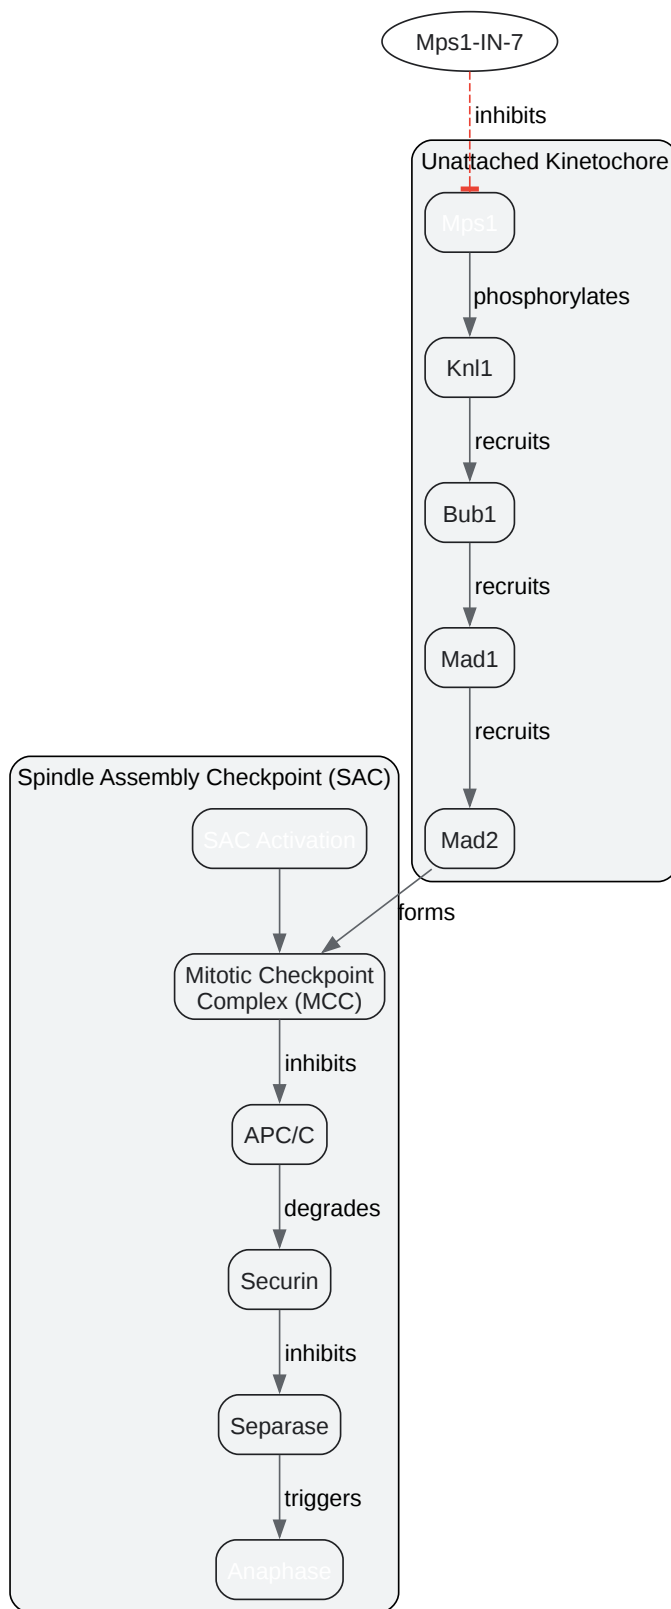 Mps1-IN-7
inhibits
Unattached Kinetochore
Mps1
phosphorylates
Knl1
recruits
Bub1
recruits
Mad1
recruits
Spindle Assembly Checkpoint (SAC)
SAC Activation
Mad2
forms
Mitotic Checkpoint
Complex (MCC)
inhibits
APC/C
degrades
Securin
inhibits
Separase
triggers
Anaphase